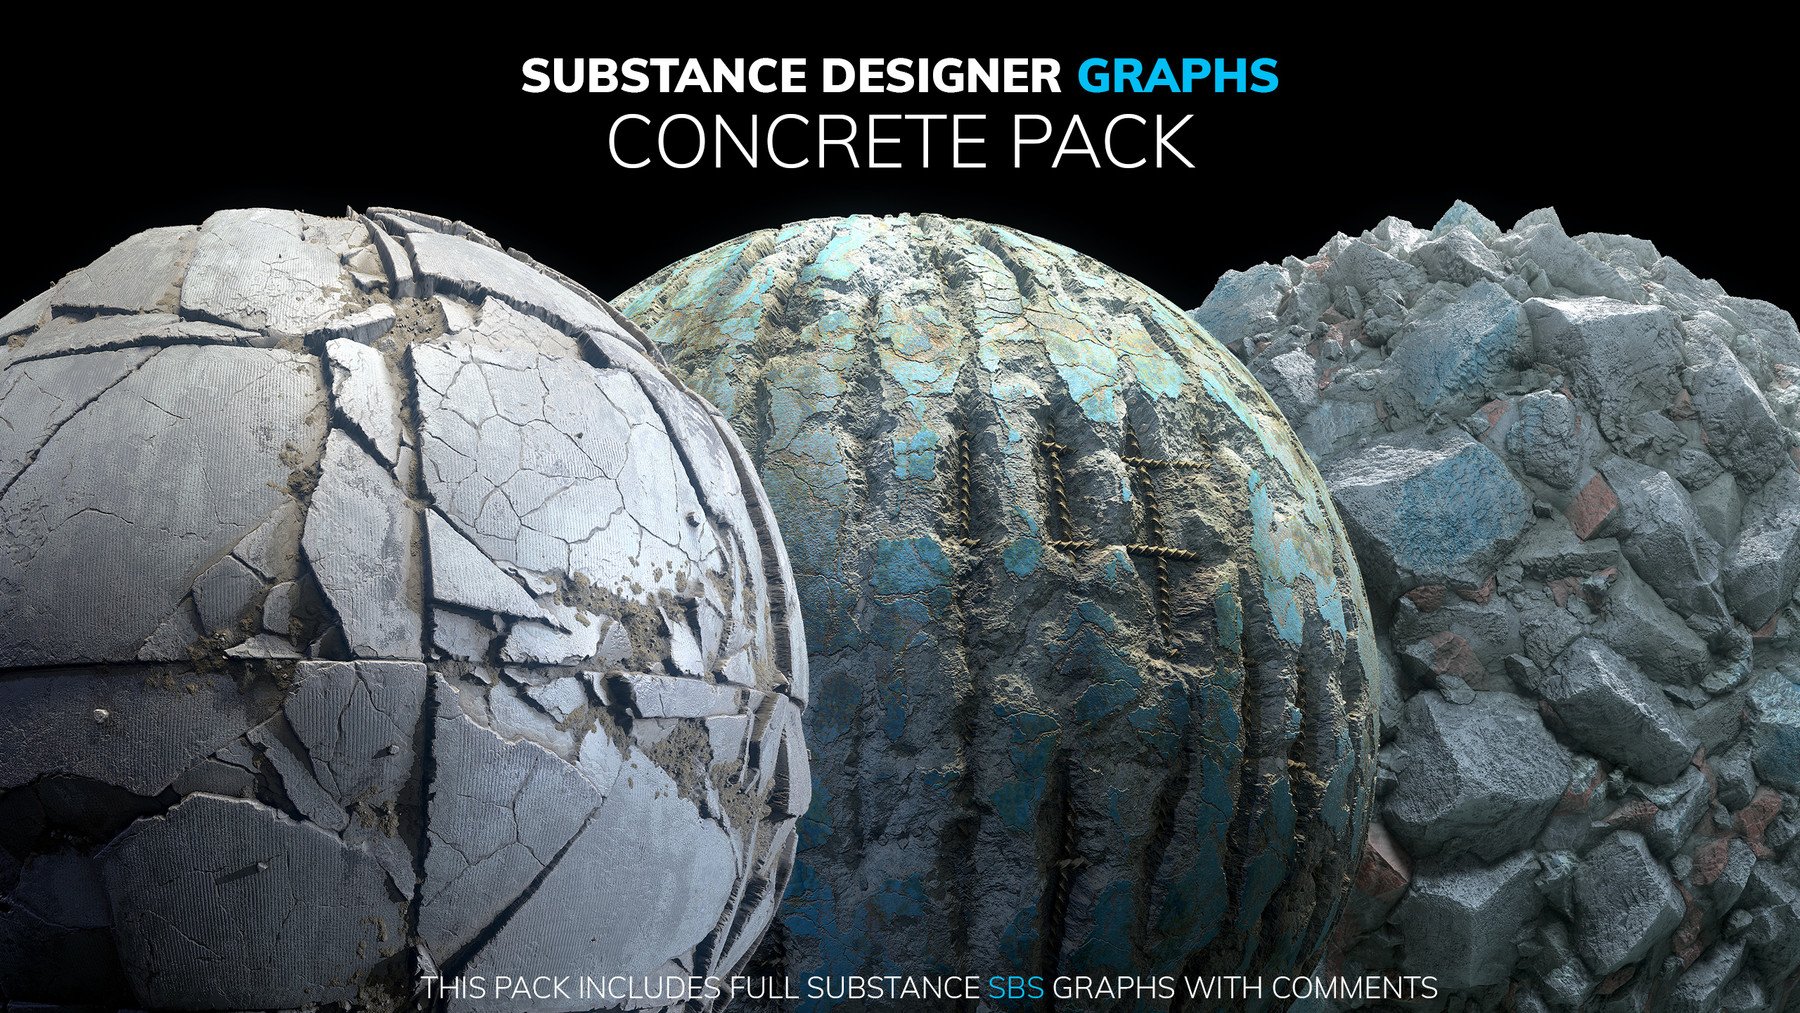 SUBSTANCE DESIGNER GRAPHS
CONCRETE PACK
THIS PACK INCLUDES FULL SUBSTANCE SBS GRAPHS WITH COMMENTS